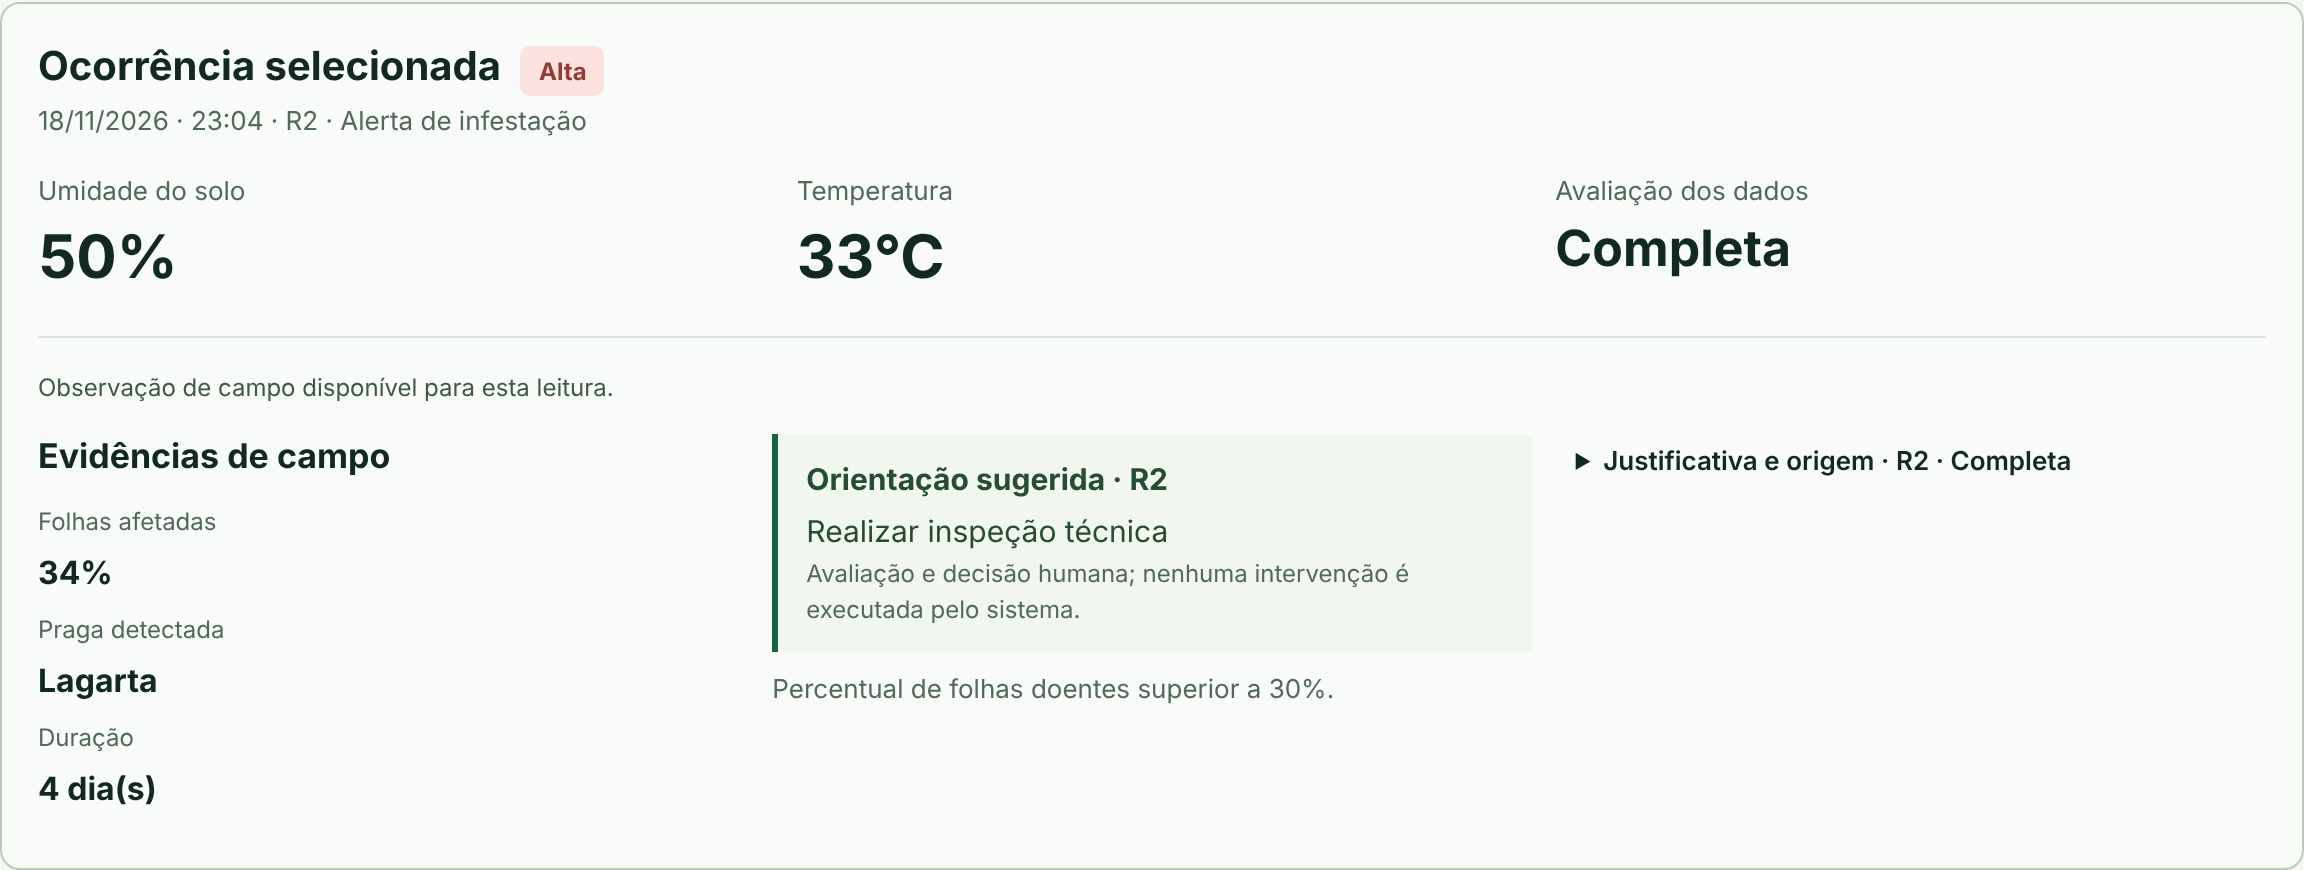 Ocorrência selecionada Alta
18/11/2026 · 23:04 · R2 · Alerta de infestação
Umidade do solo
50%
Temperatura
33°C
Avaliação dos dados
Completa
Observação de campo disponível para esta leitura.
Evidências de campo
Folhas afetadas
34%
Praga detectada
Lagarta
Duração
4 dia(s)
Orientação sugerida · R2
Realizar inspeção técnica
Avaliação e decisão humana; nenhuma intervenção é
executada pelo sistema.
Percentual de folhas doentes superior a 30%.
▶ Justificativa e origem · R2 · Completa